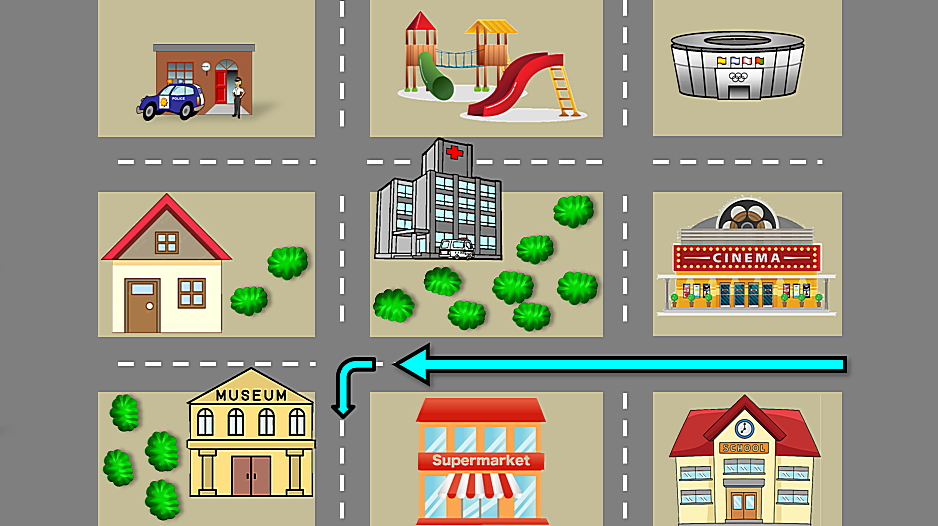 POLICE
CINEMA
MUSEUM
SCHOOL
Supermarket